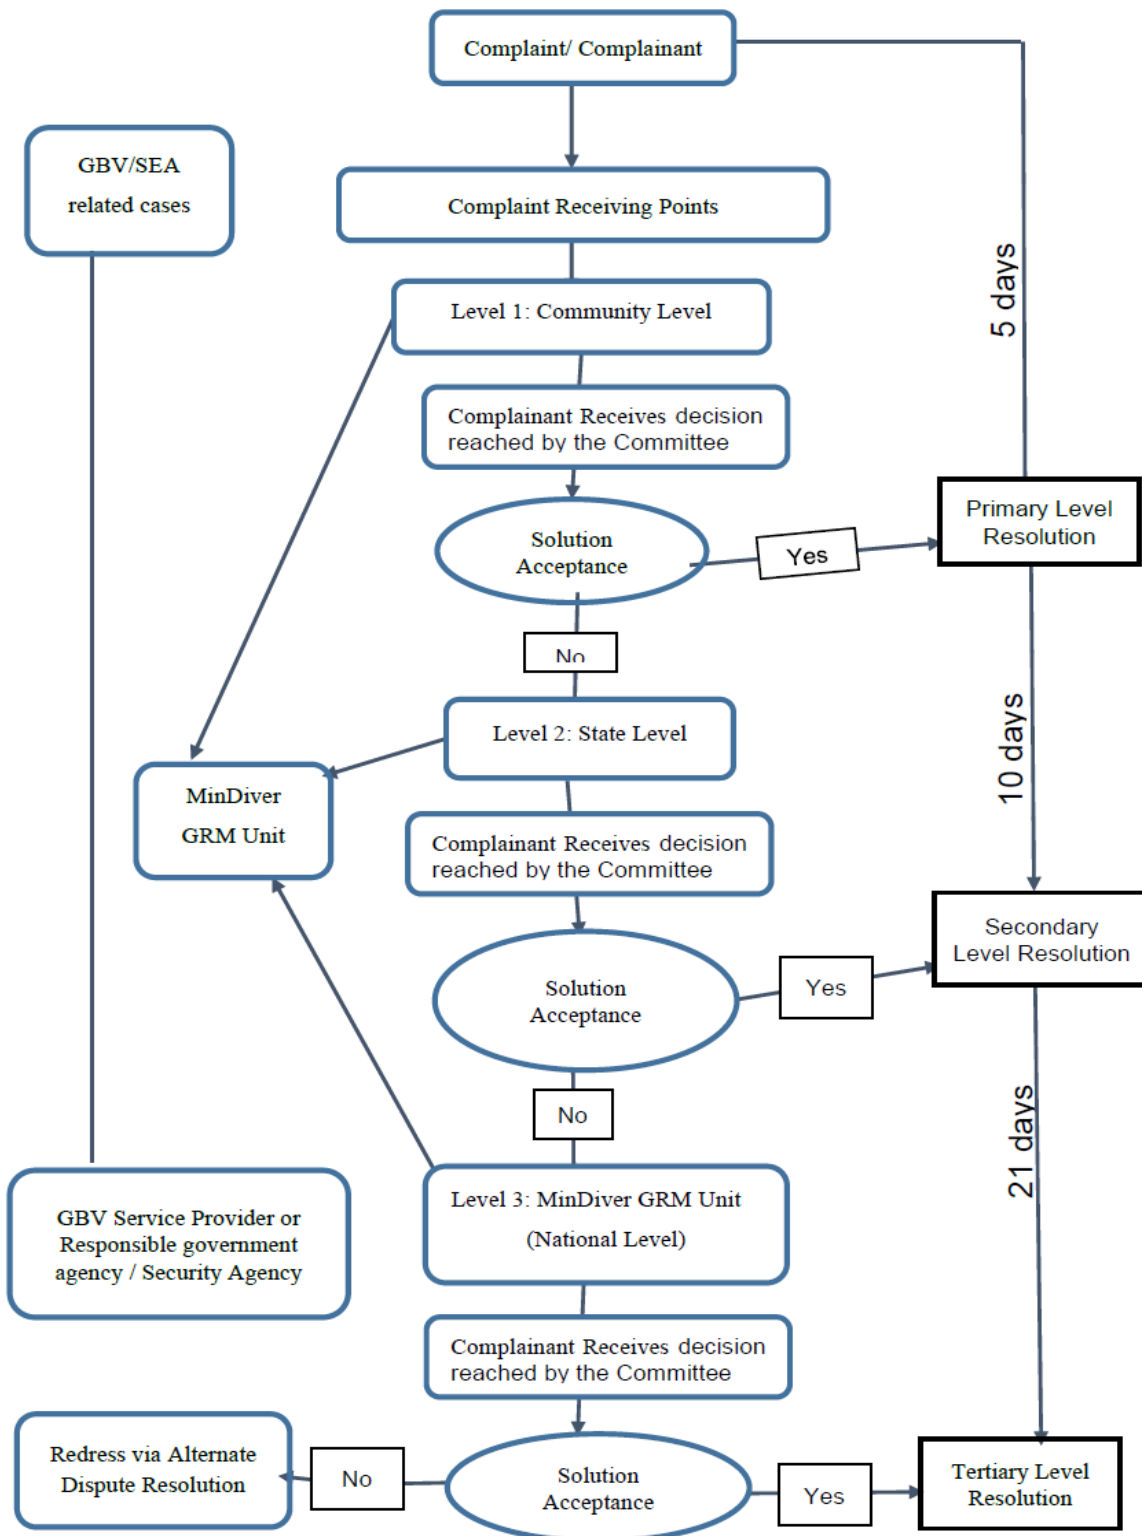 Complaint/ Complainant
GBV/SEA
related cases
Complaint Receiving Points
5 days
Level 1: Community Level
Complainant Receives decision
reached by the Committee
Primary Level
Resolution
Solution
Acceptance
Yes
No
Level 2: State Level
10 days
MinDiver
GRM Unit
Complainant Receives decision
reached by the Committee
Secondary
Level Resolution
Solution
Acceptance
Yes
No
21 days
Level 3: MinDiver GRM Unit
(National Level)
GBV Service Provider or
Responsible government
agency / Security Agency
Complainant Receives decision
reached by the Committee
Redress via Alternate
Dispute Resolution
No
Solution
Acceptance
Yes
Tertiary Level
Resolution